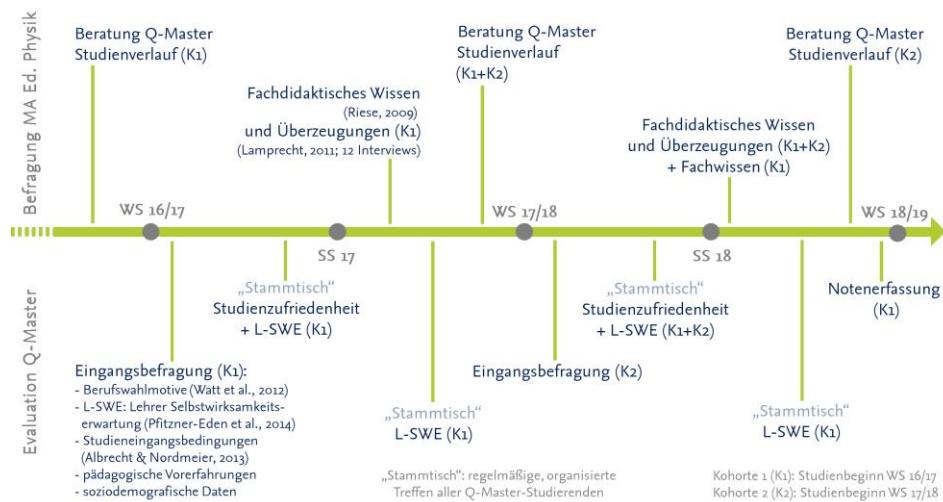 Befragung MA Ed. Physik
Beratung Q-Master
Studienverlauf (K1)
Fachdidaktisches Wissen
(Riese, 2009)
und Überzeugungen (K1)
(Lamprecht, 2011; 12 Interviews)
Beratung Q-Master
Studienverlauf
(K1+K2)
Fachdidaktisches Wissen
und Überzeugungen (K1+K2)
+ Fachwissen (K1)
Beratung Q-Master
Studienverlauf (K2)
WS 16/17
SS 17
WS 17/18
SS 18
WS 18/19
Evaluation Q-Master
Eingangsbefragung (K1):
- Berufswahlmotive (Watt et al., 2012)
- L-SWE: Lehrer Selbstwirksamkeits-
erwartung (Pfitzner-Eden et al., 2014)
- Studieneingangsbedingungen
(Albrecht & Nordmeier, 2013)
- pädagogische Vorerfahrungen
- soziodemografische Daten
„Stammtisch“
Studienzufriedenheit
+ L-SWE (K1)
„Stammtisch“
L-SWE (K1)
Eingangsbefragung (K2)
„Stammtisch“
Studienzufriedenheit
+ L-SWE (K1+K2)
„Stammtisch“
L-SWE (K1)
Notenerfassung
(K1)
„Stammtisch“: regelmäßige, organisierte
Treffen aller Q-Master-Studierenden
Kohorte 1 (K1): Studienbeginn WS 16/17
Kohorte 2 (K2): Studienbeginn WS 17/18